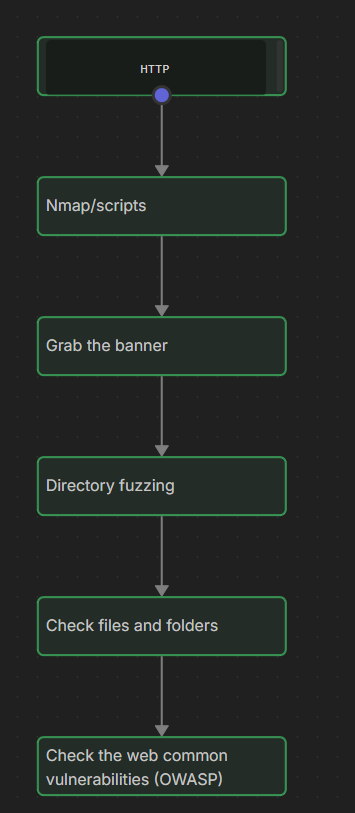 HTTP
Nmap/scripts
Grab the banner
Directory fuzzing
Check files and folders
Check the web common
vulnerabilities (OWASP)